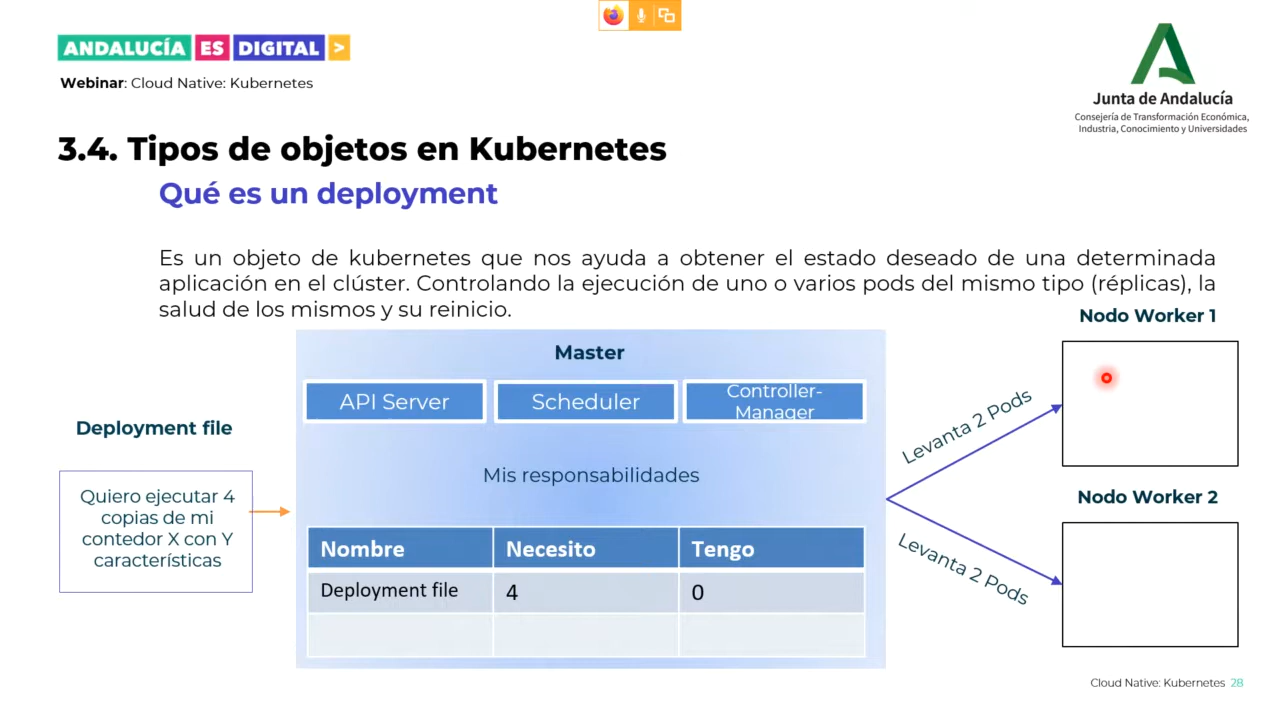 ANDALUCÍA ES DIGITAL >
Webinar: Cloud Native: Kubernetes
Junta de Andalucía
Consejería de Transformación Económica,
Industria, Conocimiento y Universidades
3.4. Tipos de objetos en Kubernetes
Qué es un deployment
Es un objeto de kubernetes que nos ayuda a obtener el estado deseado de una determinada
aplicación en el clúster. Controlando la ejecución de uno o varios pods del mismo tipo (réplicas), la
salud de los mismos y su reinicio.
Deployment file
Quiero ejecutar 4
copias de mi
contedor X con Y
características
Master
API Server
Scheduler
Controller-
Manager
Mis responsabilidades
Nombre Necesito Tengo
Deployment file 4 0
Levanta 2 Pods
Levanta 2 Pods
Nodo Worker 1
Nodo Worker 2
Cloud Native: Kubernetes 28